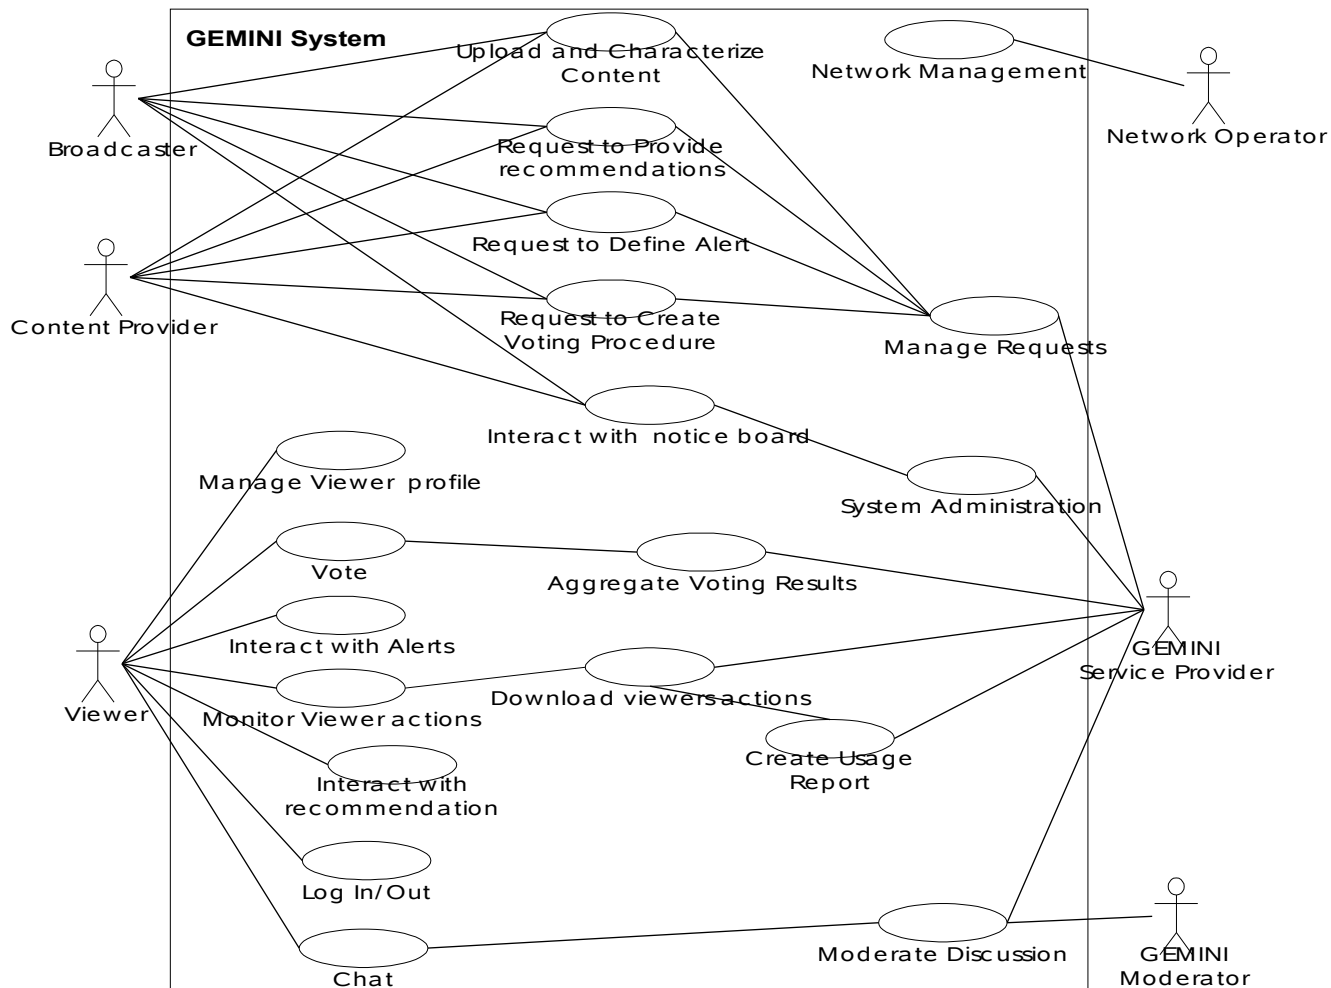 GEMINI System
Upload and Characterize
Content
Network Management
Network Operator
Broadcaster
Request to Provide
recommendations
Request to Define Alert
Content Provider
Request to Create
Voting Procedure
Manage Requests
Interact with notice board
Manage Viewer profile
System Administration
Vote
Aggregate Voting Results
Interact with Alerts
GEMINI
Service Provider
Viewer
Monitor Viewer actions
Download viewers actions
Create Usage
Report
Interact with
recommendation
Log In/Out
Chat
Moderate Discussion
GEMINI
Moderator